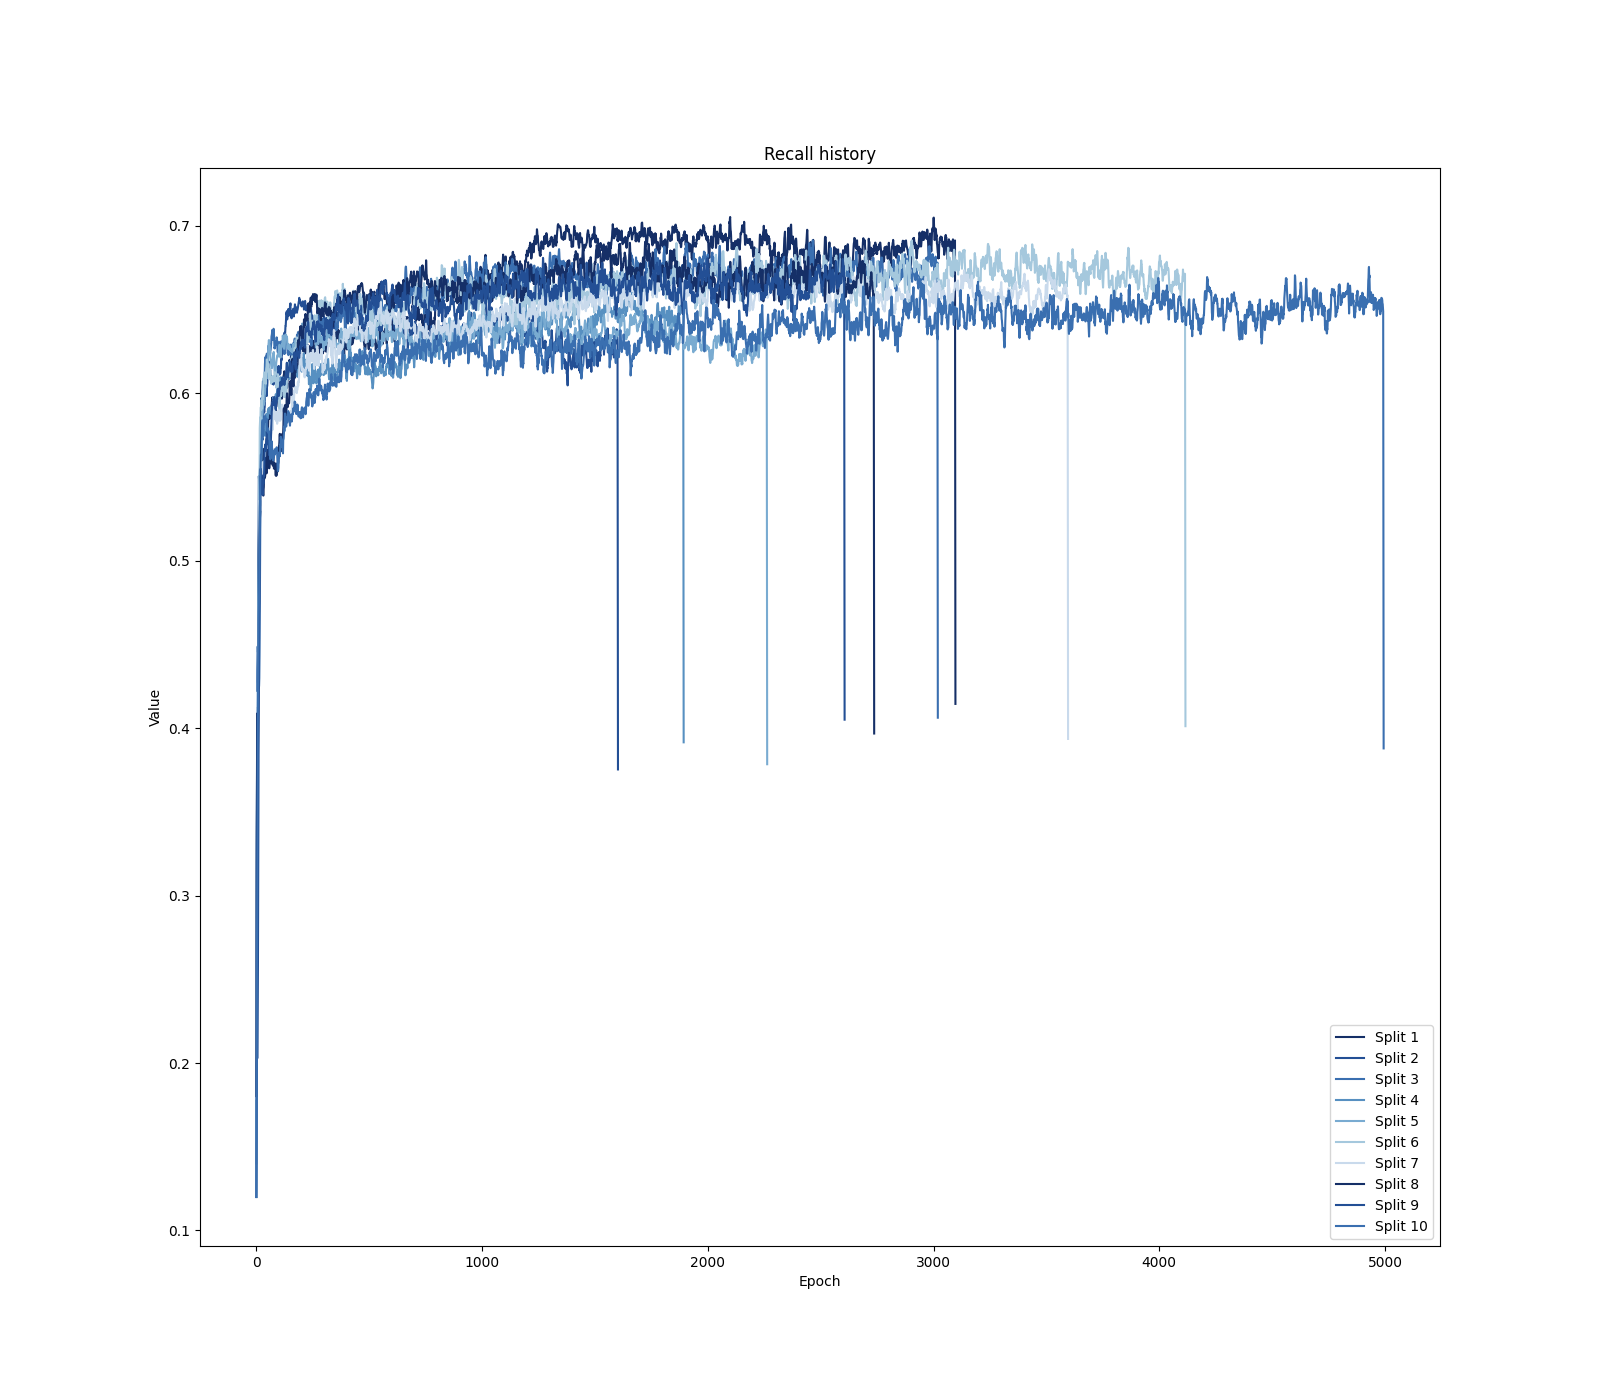 Recall history
0.7
0.6
0.5
0.4
0.3
0.2
0.1
Value
0
1000
2000
3000
4000
5000
Epoch
Split 1
Split 2
Split 3
Split 4
Split 5
Split 6
Split 7
Split 8
Split 9
Split 10